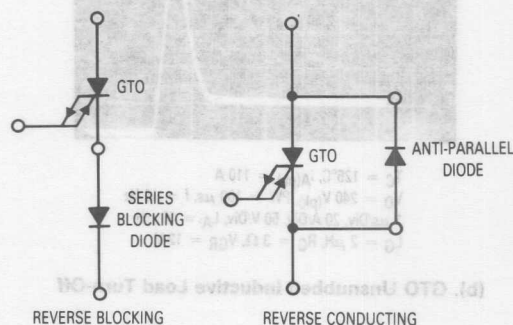 GTO
GTO
ANTI-PARALLEL
DIODE
SERIES
BLOCKING
DIODE
(b). GTO Unsnubbed Inductive Load Turn-Off
REVERSE BLOCKING
REVERSE CONDUCTING